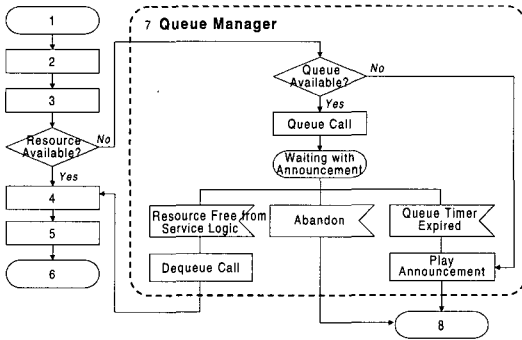 1
2
3
Resource
Available?
No
Yes
4
5
6
7 Queue Manager
Queue
Available?
No
Yes
Queue Call
Waiting with
Announcement
Resource Free from
Service Logic
Abandon
Queue Timer
Expired
Dequeue Call
Play
Announcement
8